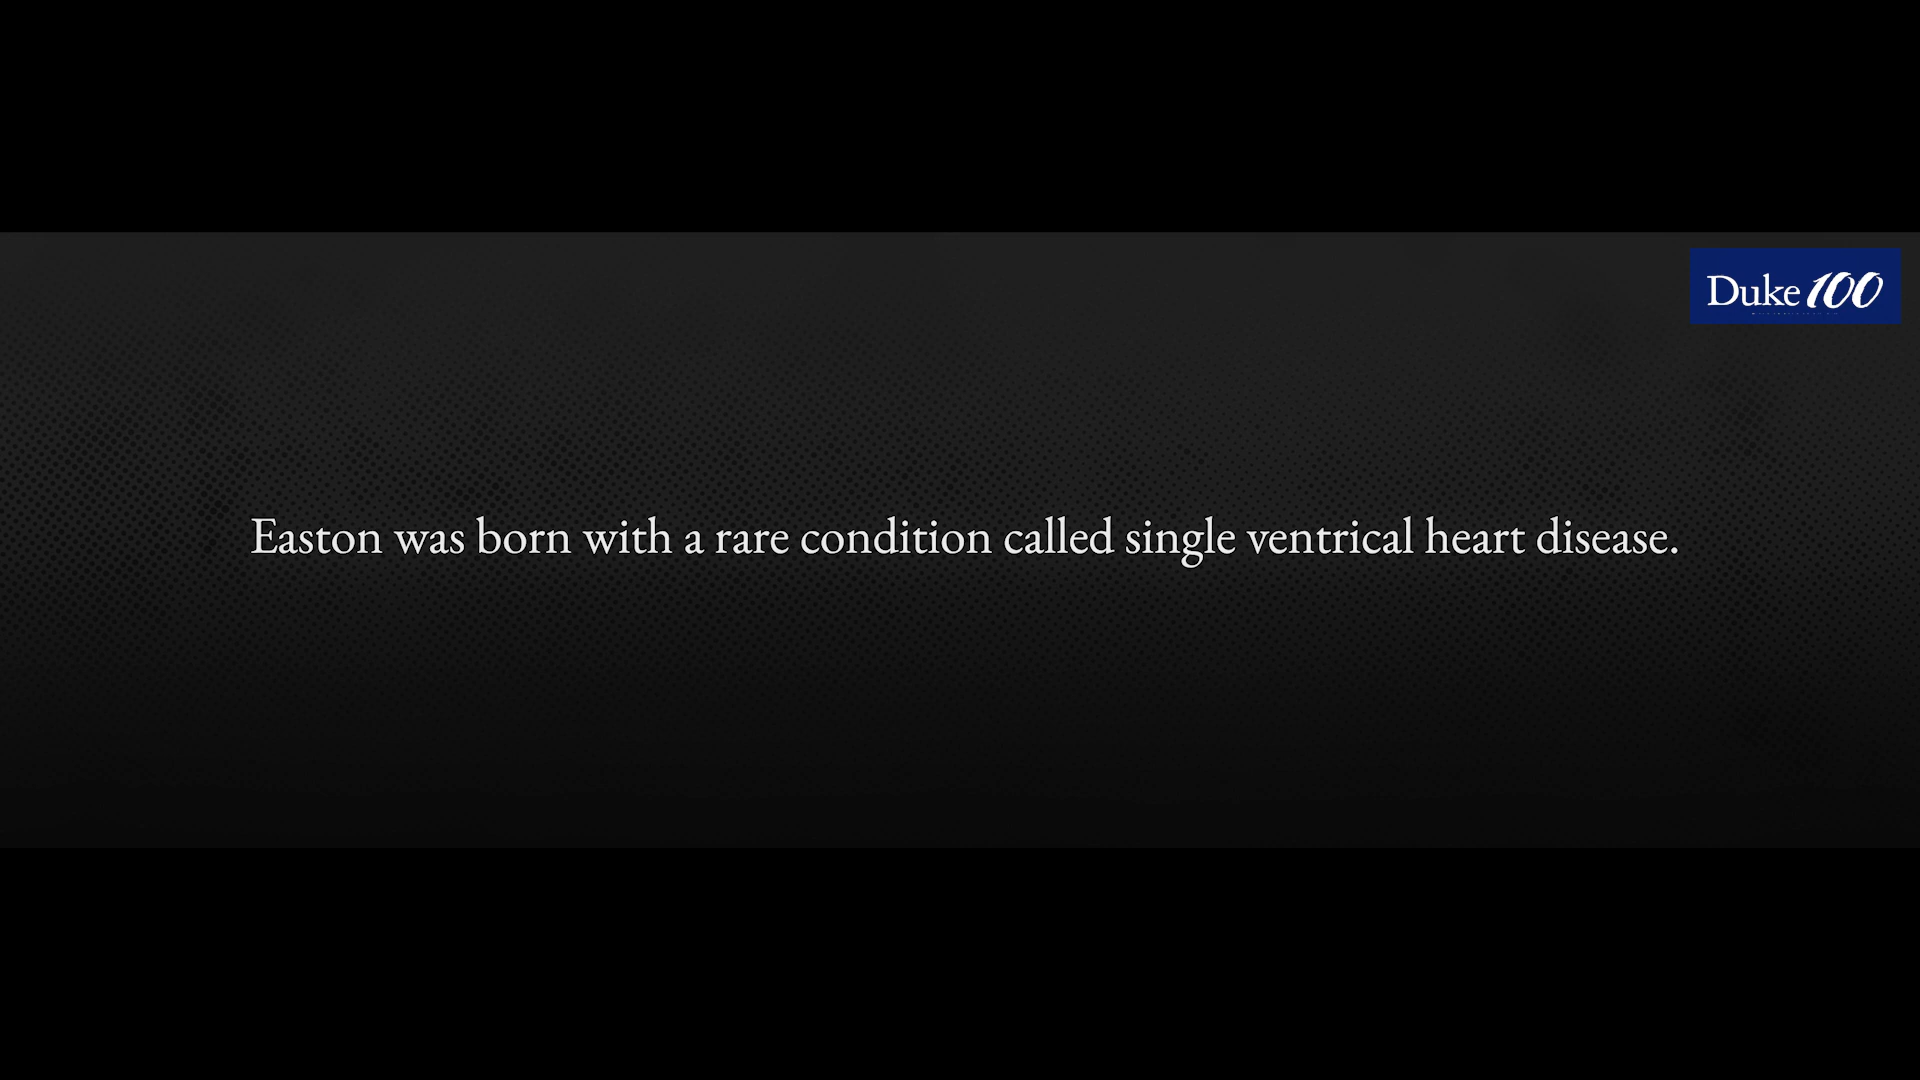 Duke 100
Easton was born with a rare condition called single ventrical heart disease.